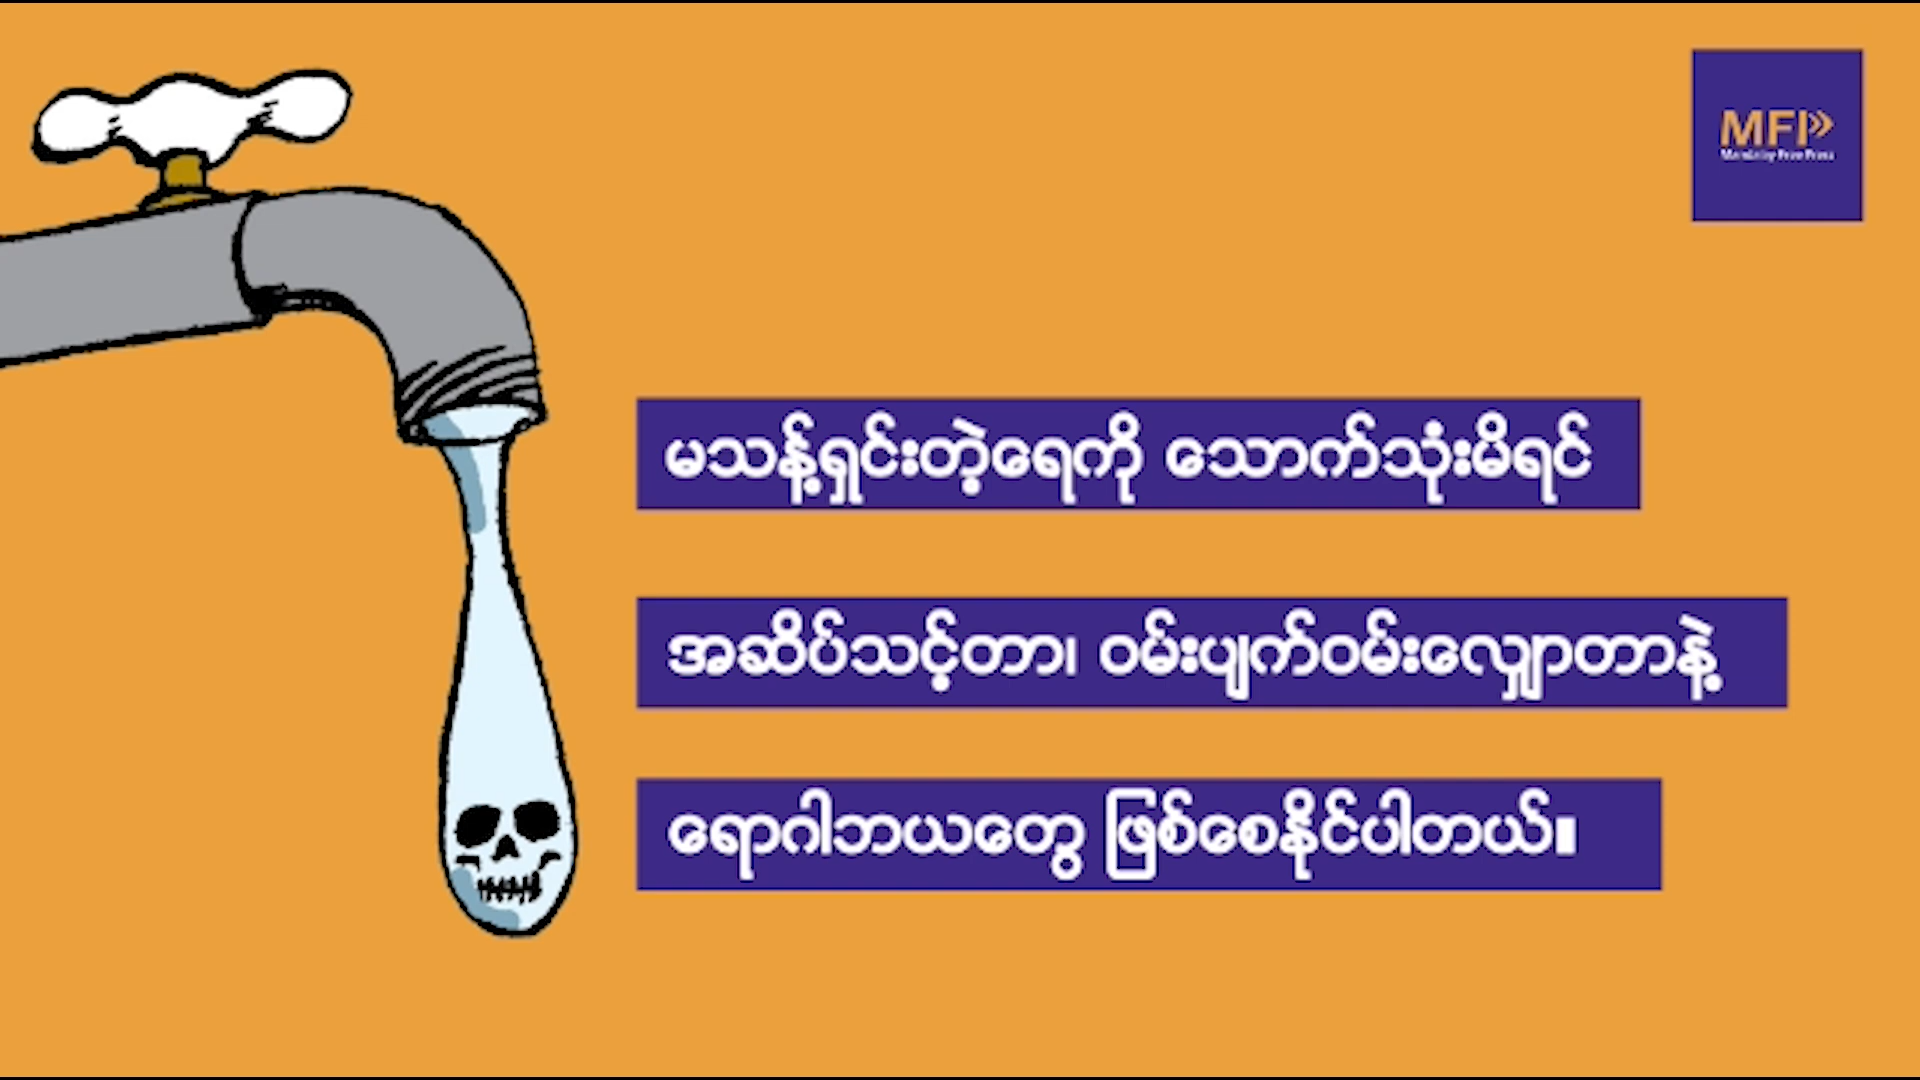 MFP
Mandalay Free Press
မသန့်ရှင်းတဲ့ရေကို သောက်သုံးမိရင်
အဆိပ်သင့်တာ၊ ဝမ်းပျက်ဝမ်းလျှောတာနဲ့
ရောဂါဘယတွေ ဖြစ်စေနိုင်ပါတယ်။